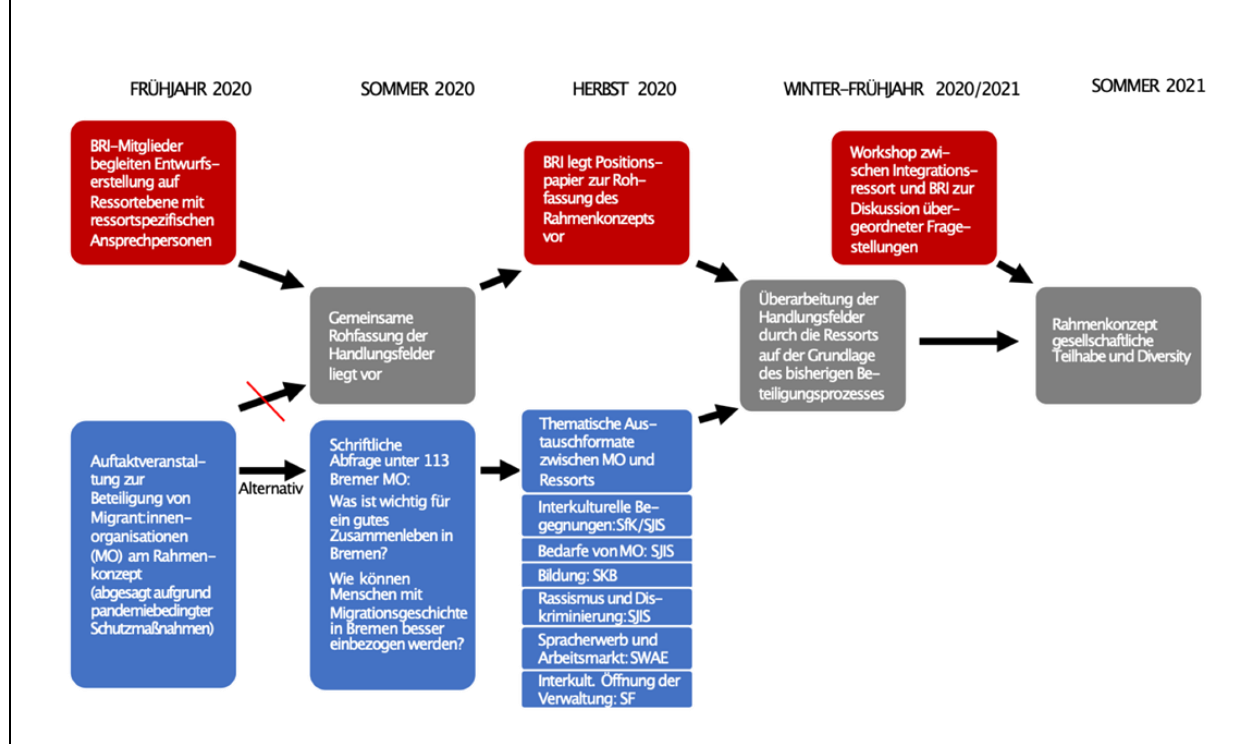 FRÜHJAHR 2020
SOMMER 2020
HERBST 2020
WINTER-FRÜHJAHR 2020/2021
SOMMER 2021
BRI-Mitglieder
begleiten Entwurfs-
erstellung auf
Ressortebene mit
ressortspezifischen
Ansprechpersonen
BRI legt Positions-
papier zur Roh-
fassung des
Rahmenkonzepts
vor
Workshop zwi-
schen Integrations-
ressort und BRI zur
Diskussion über-
geordneter Frage-
stellungen
Gemeinsame
Rohfassung der
Handlungsfelder
liegt vor
Überarbeitung der
Handlungsfelder
durch die Ressorts
auf der Grundlage
des bisherigen Be-
teiligungsprozesses
Rahmenkonzept
gesellschaftliche
Teilhabe und Diversity
Auftaktveranstal-
tung zur
Beteiligung von
Migrant:innen-
organisationen
(MO) am Rahmen-
konzept
(abgesagt aufgrund
pandemiebedingter
Schutzmaßnahmen)
Alternativ
Schriftliche
Abfrage unter 113
Bremer MO:
Was ist wichtig für
ein gutes
Zusammenleben in
Bremen?
Wie können
Menschen mit
Migrationsgeschichte
in Bremen besser
einbezogen werden?
Thematische Aus-
tauschformate
zwischen MO und
Ressorts
Interkulturelle Be-
gegnungen: SfK/SJIS
Bedarfe von MO: SJIS
Bildung: SKB
Rassismus und Dis-
kriminierung: SJIS
Spracherwerb und
Arbeitsmarkt: SWAE
Interkult. Öffnung der
Verwaltung: SF